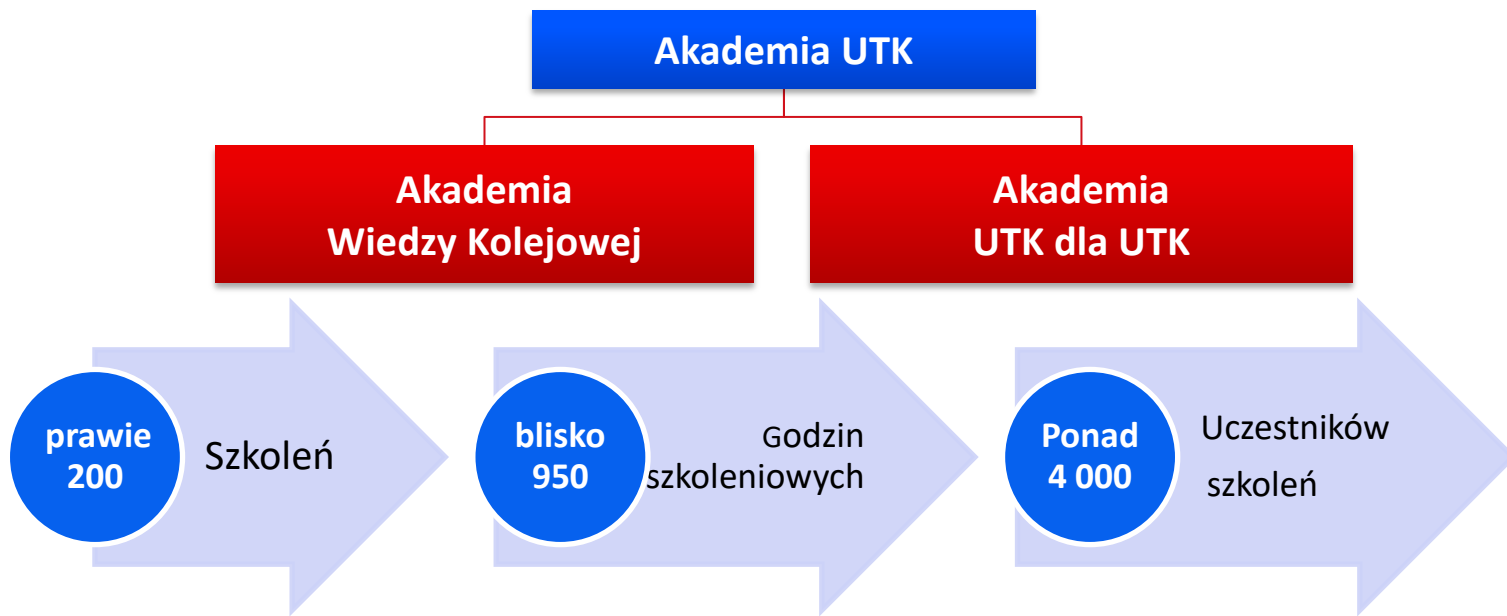 Akademia UTK
Akademia
Wiedzy Kolejowej
Akademia
UTK dla UTK
prawie
200
Szkoleń
blisko
950
Godzin
szkoleniowych
Ponad
4 000
Uczestników
szkoleń